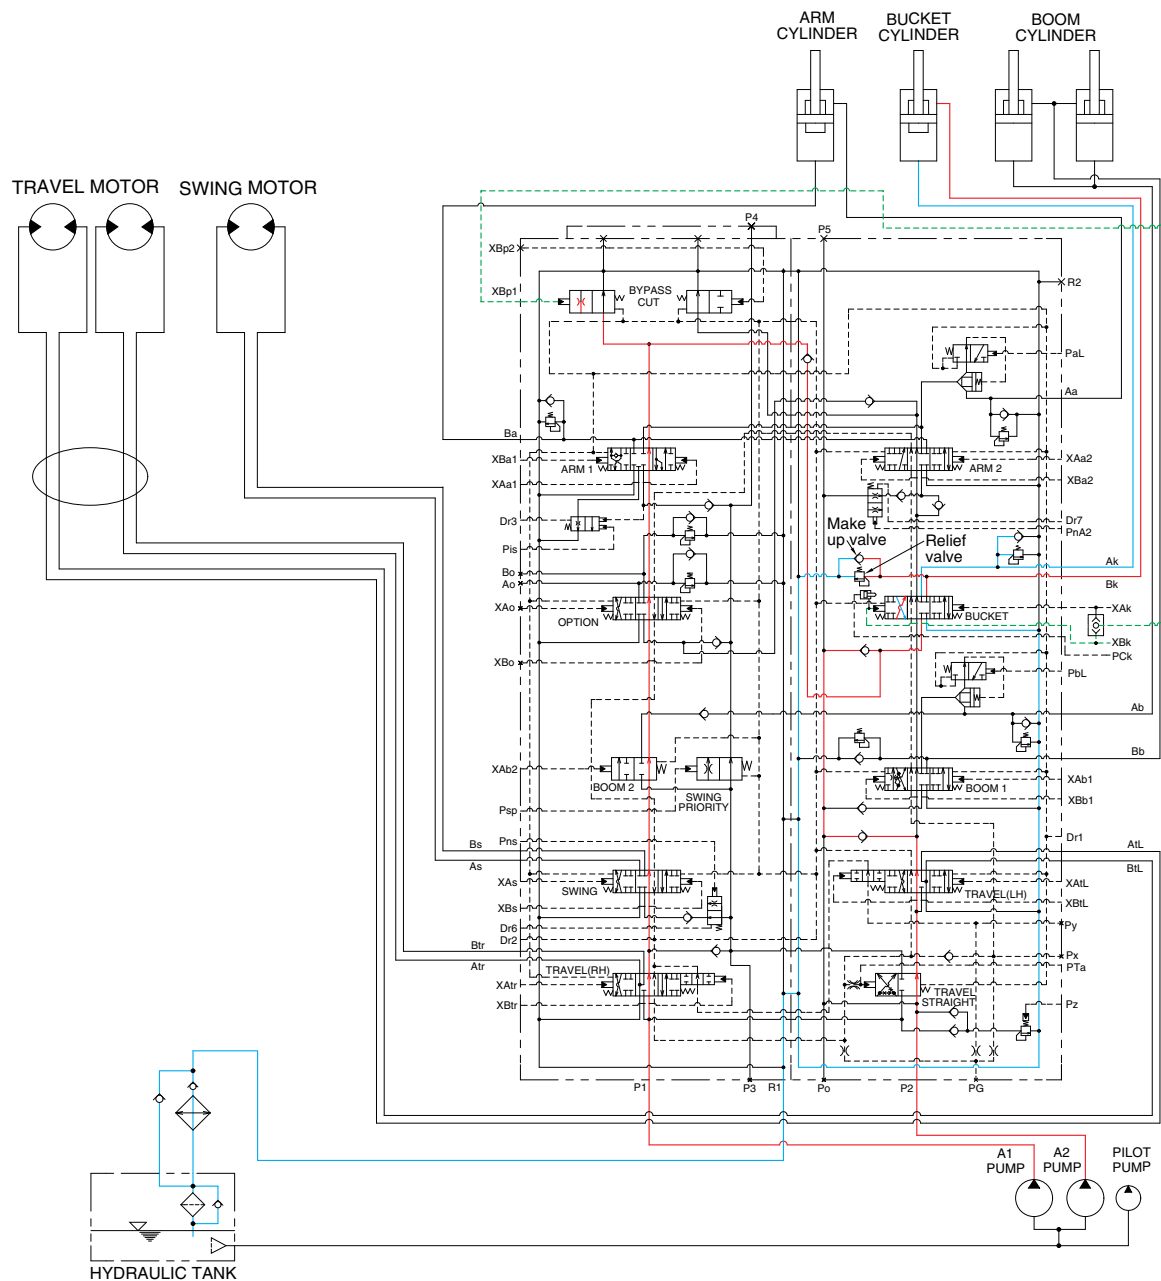 ARM
CYLINDER
BUCKET
CYLINDER
BOOM
CYLINDER
TRAVEL MOTOR
SWING MOTOR
P4
P5
XBp2
XBp1
BYPASS
CUT
R2
PaL
Aa
Ba
XBa1
ARM 1
XAa1
ARM 2
XAa2
XBa2
Dr3
Pis
Dr7
PnA2
Make
up valve
Relief
valve
Ak
Bk
Bo
Ao
XAo
OPTION
XBo
BUCKET
XAk
XBk
PCk
PbL
Ab
Bb
XAb2
BOOM 2
SWING
PRIORITY
Psp
BOOM 1
XAb1
XBb1
Pns
Dr1
Bs
As
AtL
BtL
XAs
SWING
XBs
TRAVEL(LH)
XAtL
XBtL
Dr6
Dr2
Py
Btr
Atr
Px
PTa
TRAVEL(RH)
XAtr
XBtr
TRAVEL
STRAIGHT
Pz
P1
P3
R1
Po
P2
PG
A1
PUMP
A2
PUMP
PILOT
PUMP
HYDRAULIC TANK